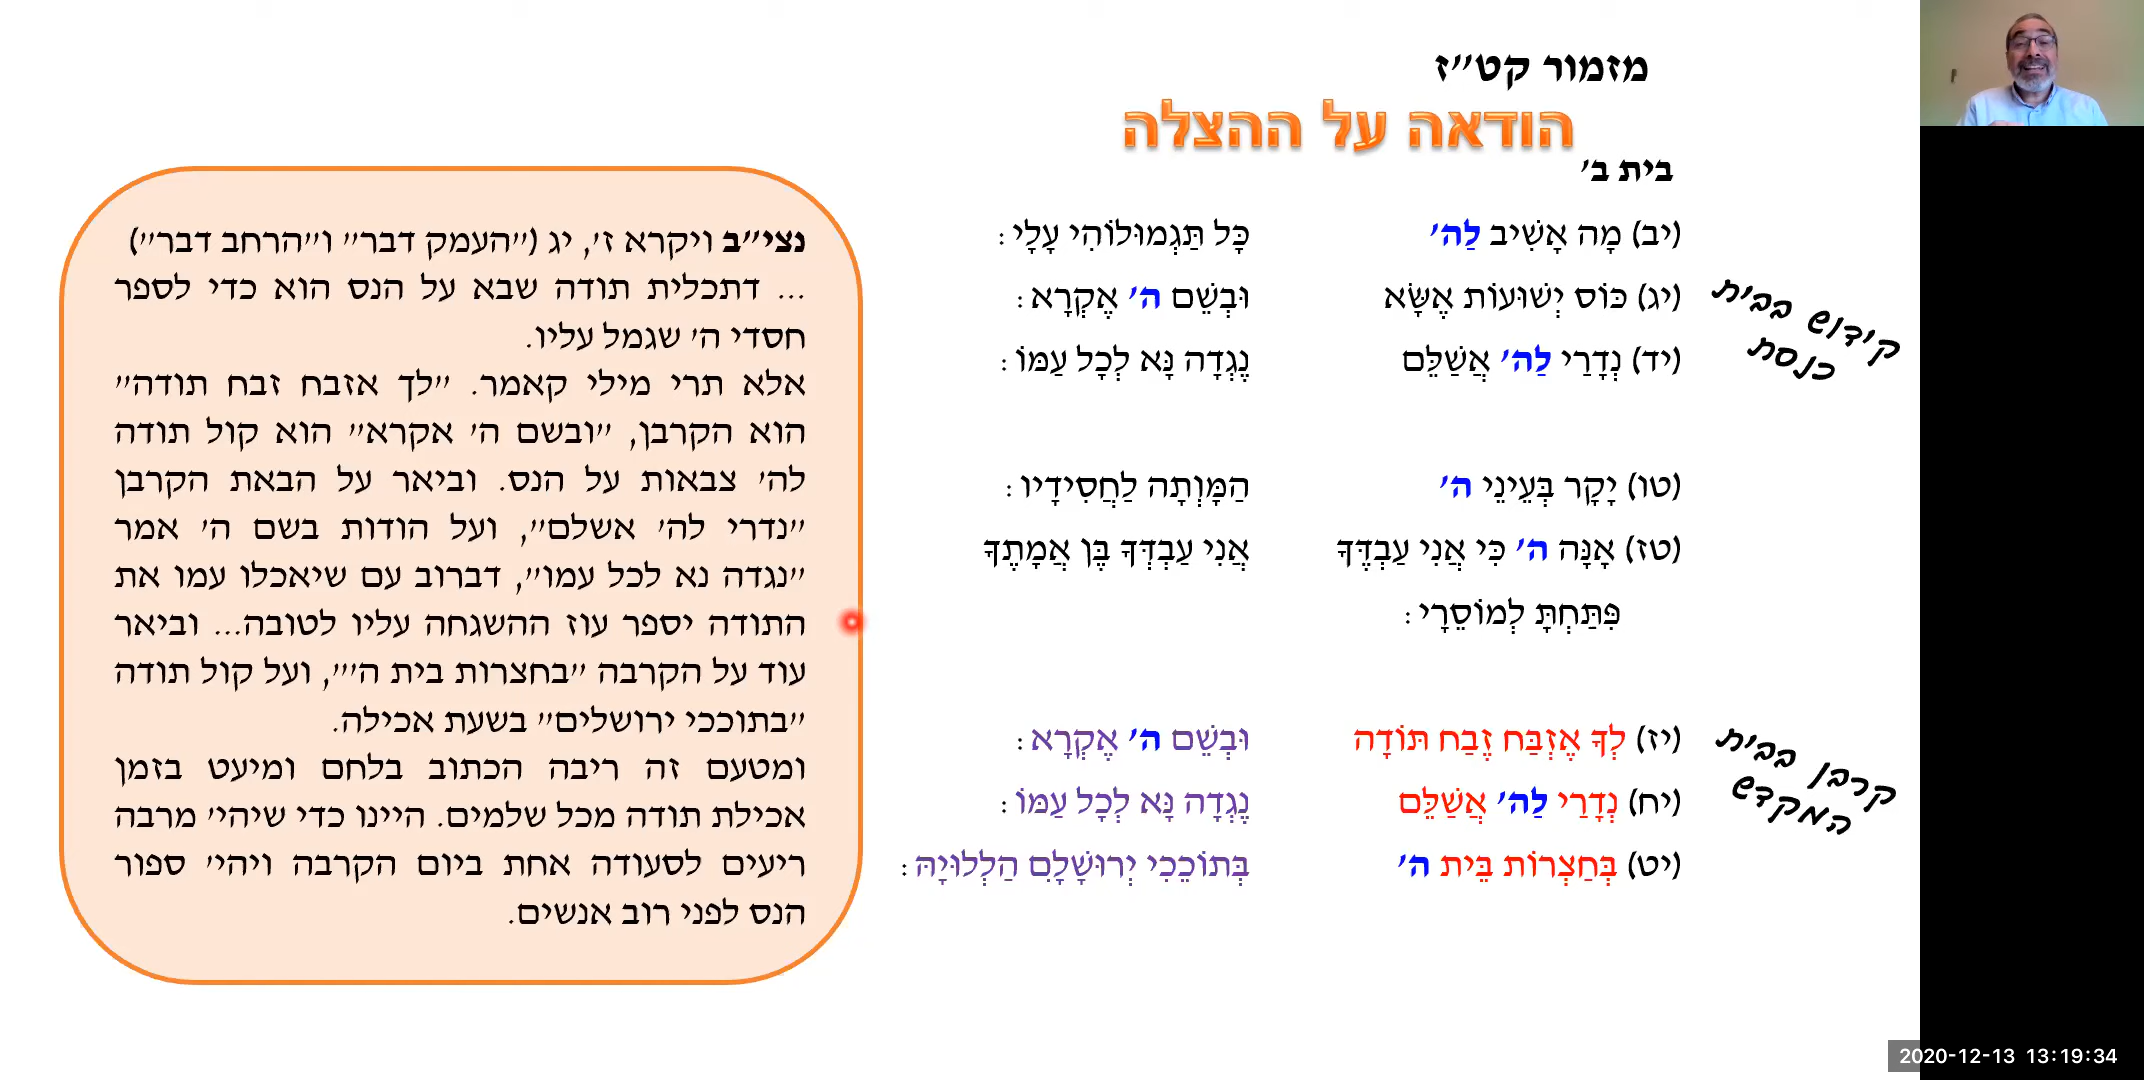 מזמור קט"ז
הודאה על ההצלה
בית ב'
(יב) מָה אָשִׁיב לַה' כָּל תַּגְמוּלוֹהִי עָלָי:
(יג) כּוֹס יְשׁוּעוֹת אֶשָּׂא וּבְשֵׁם ה' אֶקְרָא:
(יד) נְדָרַי לַה' אֲשַׁלֵּם נֶגְדָה נָּא לְכָל עַמּוֹ:
קידוש בבית
כנסת
(טו) יָקָר בְּעֵינֵי ה' הַמָּוְתָה לַחֲסִידָיו:
(טז) אָנָּה ה' כִּי אֲנִי עַבְדֶּךָ אֲנִי עַבְדְּךָ בֶּן אֲמָתֶךָ
פִּתַּחְתָּ לְמוֹסֵרָי:
(יז) לְךָ אֶזְבַּח זֶבַח תּוֹדָה וּבְשֵׁם ה' אֶקְרָא:
(יח) נְדָרַי לַה' אֲשַׁלֵּם נֶגְדָה נָּא לְכָל עַמּוֹ:
(יט) בְּחַצְרוֹת בֵּית ה' בְּתוֹכֵכִי יְרוּשָׁלִָם הַלְלוּיָהּ:
קרבן בבית
המקדש
נצי"ב ויקרא ז', יג ("העמק דבר" ו"הרחב דבר")
... דתכלית תודה שבא על הנס הוא כדי לספר
חסדי ה' שגמל עליו.
אלא תרי מילי קאמר. "לך אזבח זבח תודה"
הוא הקרבן, "ובשם ה' אקרא" הוא קול תודה
לה' צבאות על הנס. וביאר על הבאת הקרבן
"נדרי לה' אשלם", ועל הודות בשם ה' אמר
"נגדה נא לכל עמו", דברוב עם שיאכלו עמו את
התודה יספר עוז ההשגחה עליו לטובה... וביאר
עוד על הקרבה "בחצרות בית ה'", ועל קול תודה
"בתוככי ירושלים" בשעת אכילה.
ומטעם זה ריבה הכתוב בלחם ומיעט בזמן
אכילת תודה מכל שלמים. היינו כדי שיהי' מרבה
ריעים לסעודה אחת ביום הקרבה ויהי' ספור
הנס לפני רוב אנשים.
2020-12-13 13:19:34